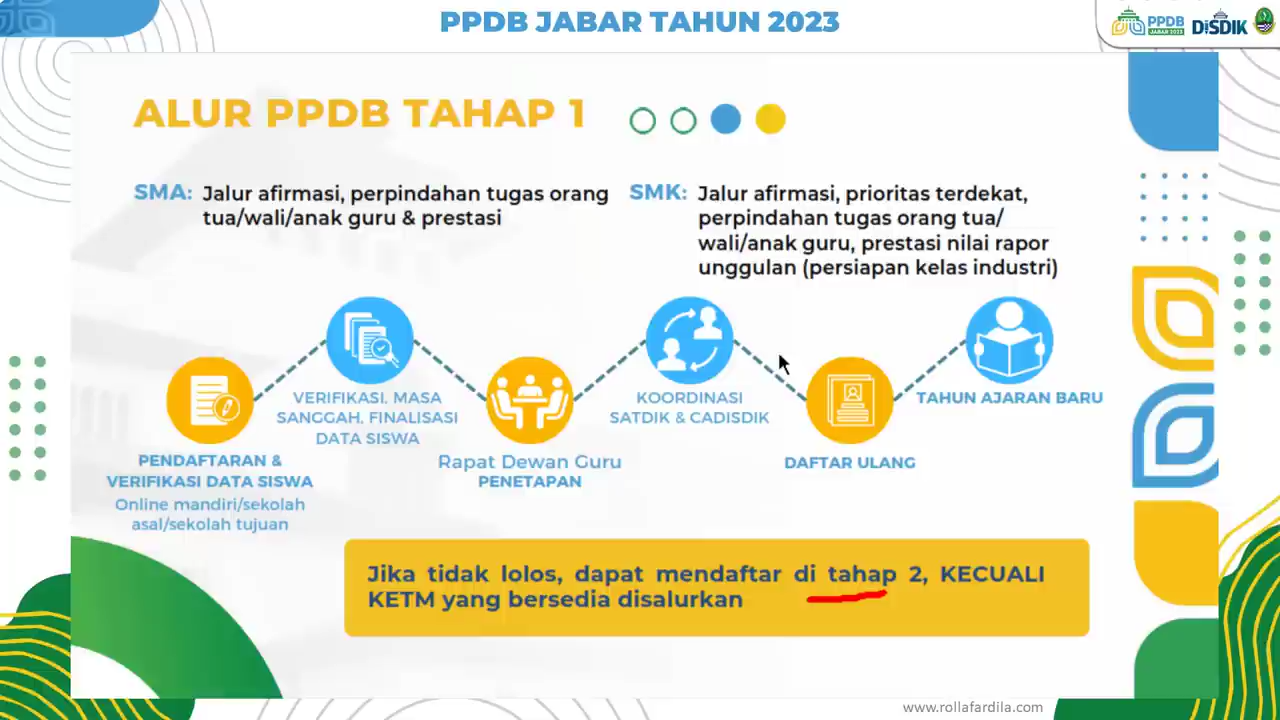 PPDB JABAR TAHUN 2023
PPDB
JABAR 2023
DiSDIK
ALUR PPDB TAHAP 1
SMA: Jalur afirmasi, perpindahan tugas orang
tua/wali/anak guru & prestasi
SMK: Jalur afirmasi, prioritas terdekat,
perpindahan tugas orang tua/
wali/anak guru, prestasi nilai rapor
unggulan (persiapan kelas industri)
PENDAFTARAN &
VERIFIKASI DATA SISWA
Online mandiri/sekolah
asal/sekolah tujuan
VERIFIKASI, MASA
SANGGAH, FINALISASI
DATA SISWA
Rapat Dewan Guru
PENETAPAN
KOORDINASI
SATDIK & CADISDIK
DAFTAR ULANG
TAHUN AJARAN BARU
Jika tidak lolos, dapat mendaftar di tahap 2, KECUALI
KETM yang bersedia disalurkan
www.rollafardila.com